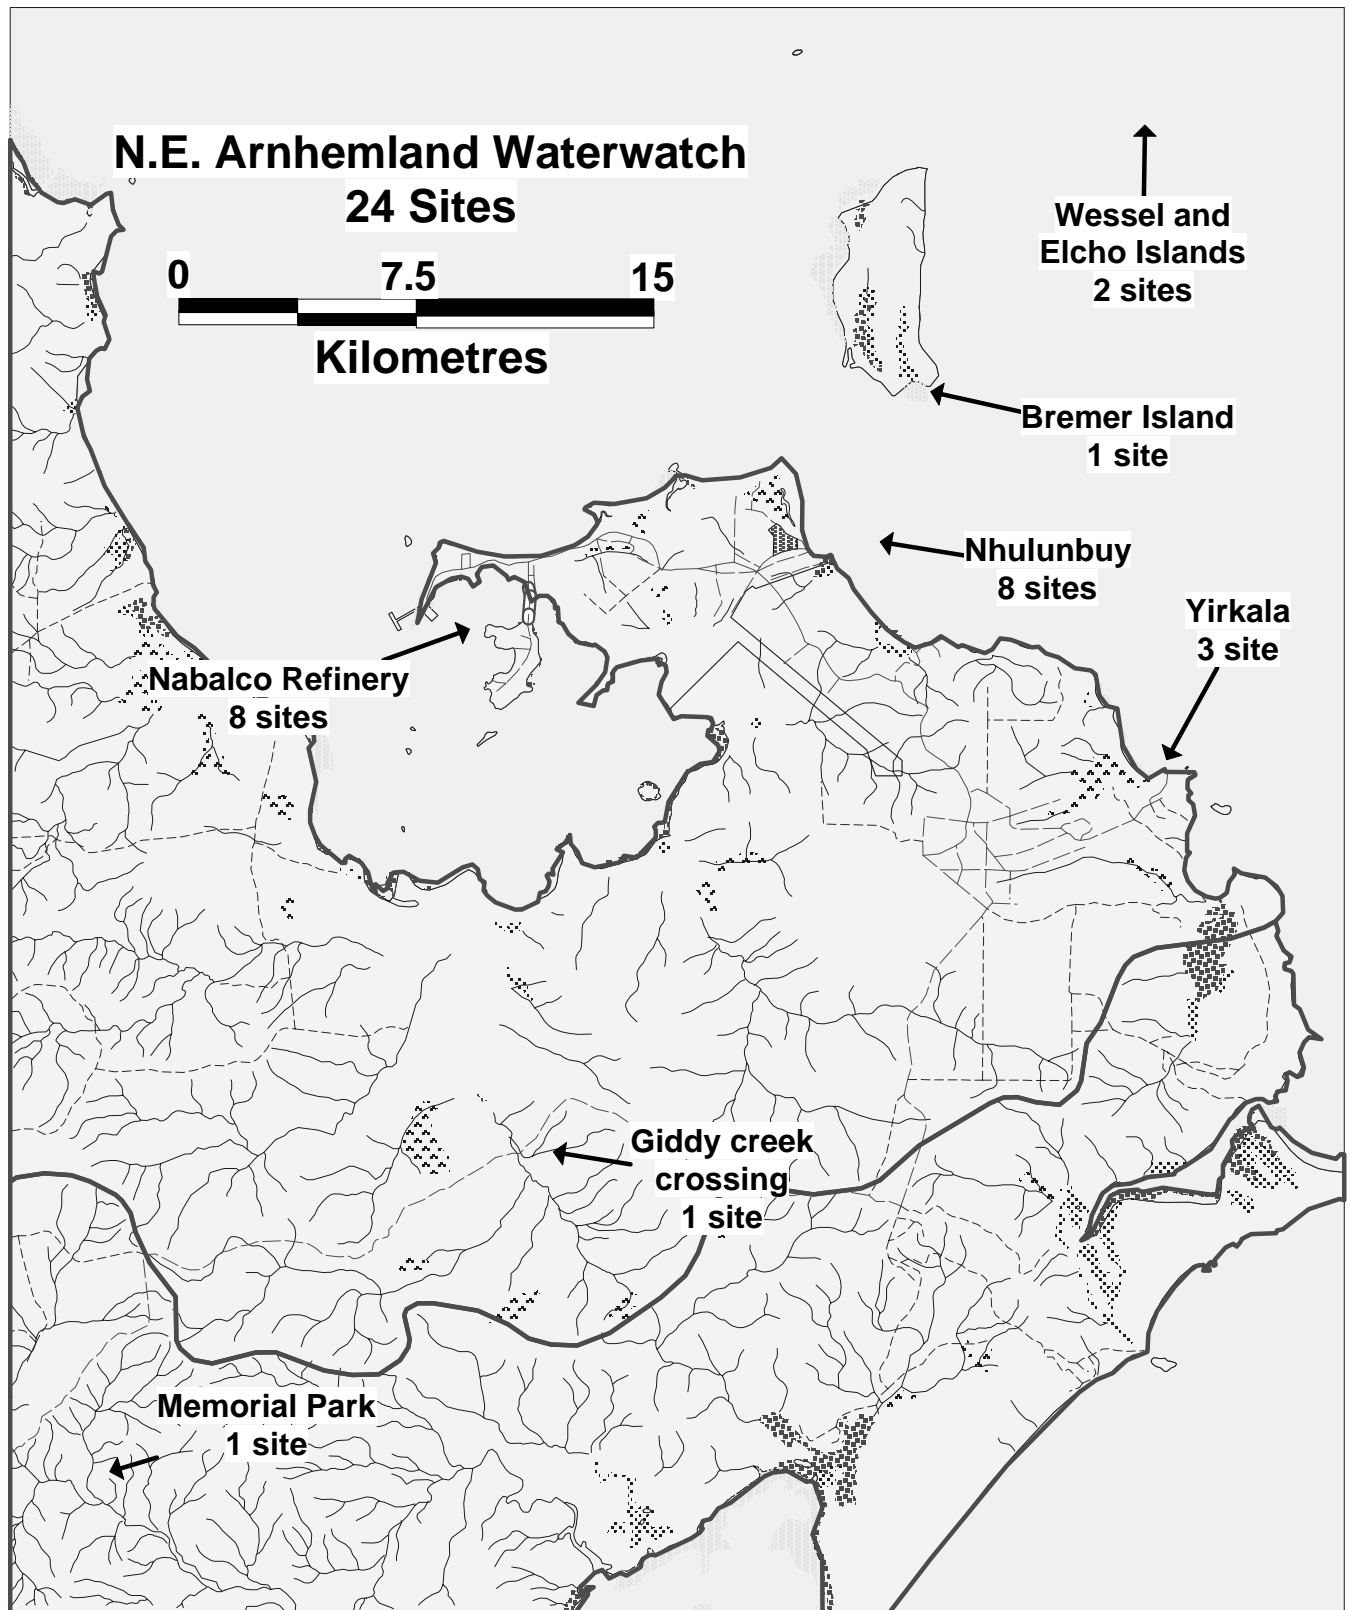 N.E. Arnhemland Waterwatch
24 Sites
0 7.5 15
Kilometres
Wessel and
Elcho Islands
2 sites
Bremer Island
1 site
Nhulunbuy
8 sites
Yirkala
3 site
Nabalco Refinery
8 sites
Giddy creek
crossing
1 site
Memorial Park
1 site